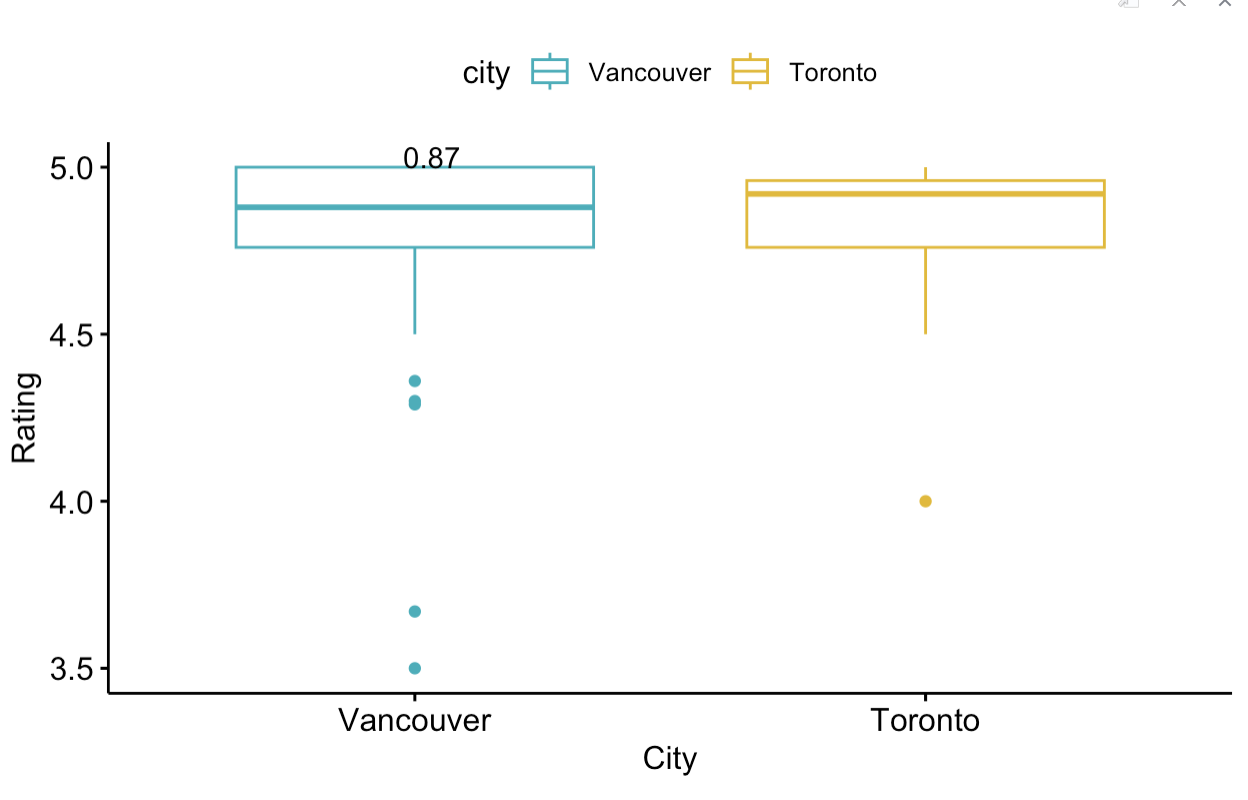 city Vancouver Toronto
0.87
5.0
4.5
4.0
3.5
Rating
Vancouver Toronto
City